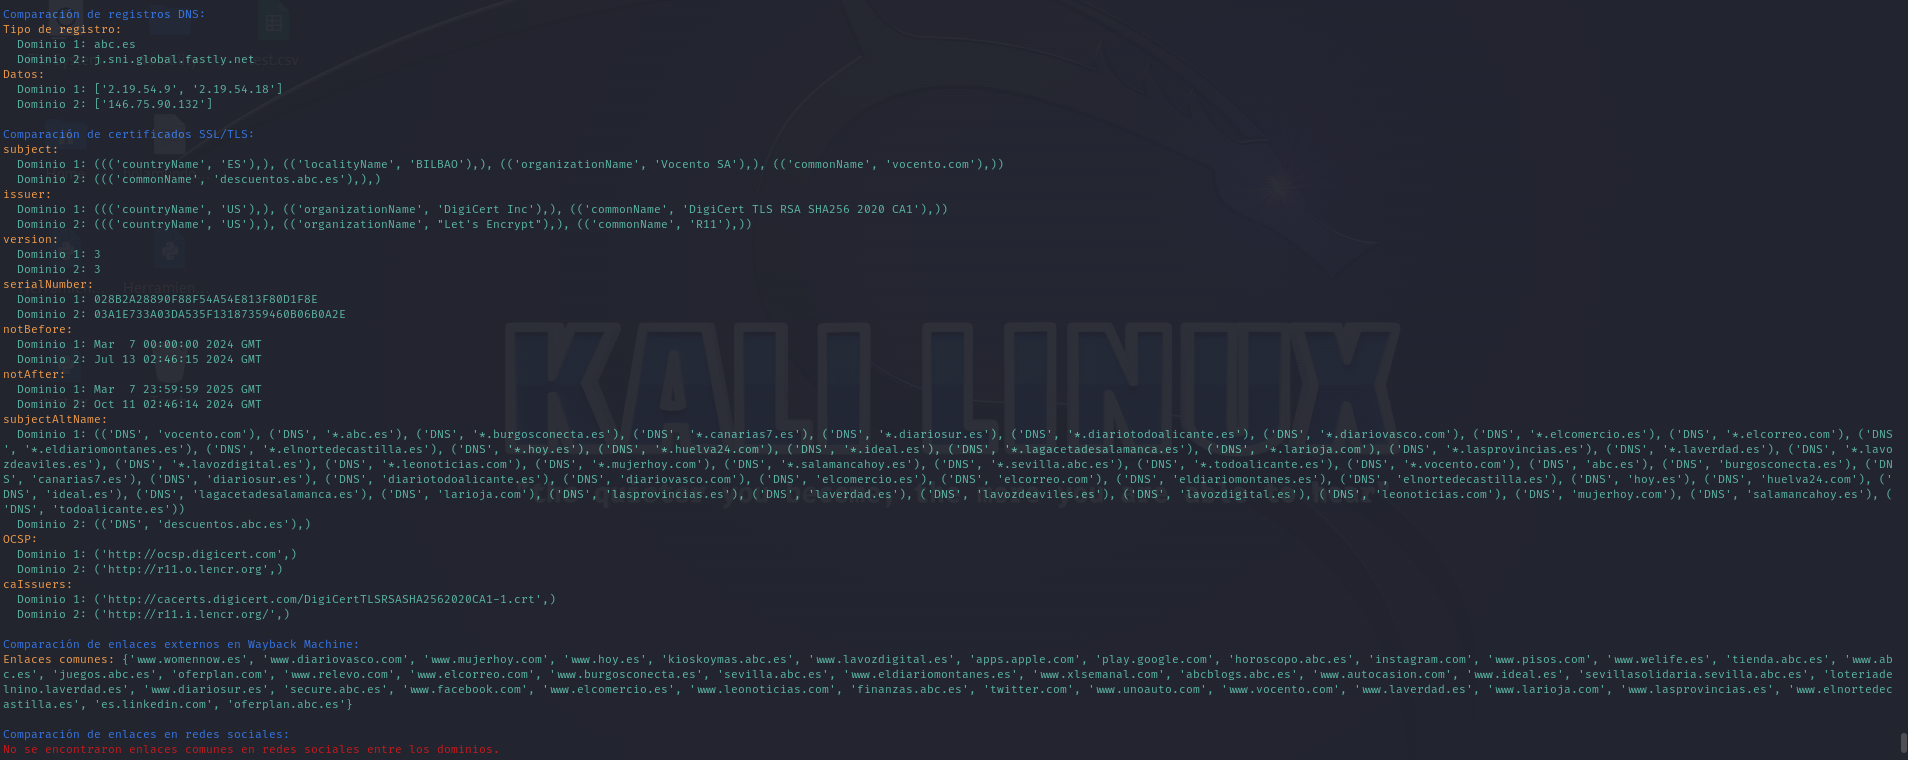 Comparación de registros DNS:
Tipo de registro:
  Dominio 1: abc.es
  Dominio 2: j.sni.global.fastly.net
Datos:
  Dominio 1: ['2.19.54.9', '2.19.54.18']
  Dominio 2: ['146.75.90.132']

Comparación de certificados SSL/TLS:
subject:
  Dominio 1: ((('countryName', 'ES'),), (('localityName', 'BILBAO'),), (('organizationName', 'Vocento SA'),), (('commonName', 'vocento.com'),))
  Dominio 2: ((('commonName', 'descuentos.abc.es'),),)
issuer:
  Dominio 1: ((('countryName', 'US'),), (('organizationName', 'DigiCert Inc'),), (('commonName', 'DigiCert TLS RSA SHA256 2020 CA1'),))
  Dominio 2: ((('countryName', 'US'),), (('organizationName', "Let's Encrypt"),), (('commonName', 'R11'),))
version:
  Dominio 1: 3
  Dominio 2: 3
serialNumber:
  Dominio 1: 028B2A28890F88F54A54E813F80D1F8E
  Dominio 2: 03A1E733A03DA535F13187359460B06B0A2E
notBefore:
  Dominio 1: Mar  7 00:00:00 2024 GMT
  Dominio 2: Jul 13 02:46:15 2024 GMT
notAfter:
  Dominio 1: Mar  7 23:59:59 2025 GMT
  Dominio 2: Oct 11 02:46:14 2024 GMT
subjectAltName:
  Dominio 1: (('DNS', 'vocento.com'), ('DNS', '*.abc.es'), ('DNS', '*.burgosconecta.es'), ('DNS', '*.canarias7.es'), ('DNS', '*.diariosur.es'), ('DNS', '*.diariotodoalicante.es'), ('DNS', '*.diariovasco.com'), ('DNS', '*.elcomercio.es'), ('DNS', '*.elcorreo.com'), ('DNS
', '*.eldiariomontanes.es'), ('DNS', '*.elnortedecastilla.es'), ('DNS', '*.hoy.es'), ('DNS', '*.huelva24.com'), ('DNS', '*.ideal.es'), ('DNS', '*.lagacetadesalamanca.es'), ('DNS', '*.larioja.com'), ('DNS', '*.lasprovincias.es'), ('DNS', '*.laverdad.es'), ('DNS', '*.lavo
zdeaviles.es'), ('DNS', '*.lavozdigital.es'), ('DNS', '*.leonoticias.com'), ('DNS', '*.mujerhoy.com'), ('DNS', '*.salamancahoy.es'), ('DNS', '*.sevilla.abc.es'), ('DNS', '*.todoalicante.es'), ('DNS', '*.vocento.com'), ('DNS', 'abc.es'), ('DNS', 'burgosconecta.es'), ('DN
S', 'canarias7.es'), ('DNS', 'diariosur.es'), ('DNS', 'diariotodoalicante.es'), ('DNS', 'diariovasco.com'), ('DNS', 'elcomercio.es'), ('DNS', 'elcorreo.com'), ('DNS', 'eldiariomontanes.es'), ('DNS', 'elnortedecastilla.es'), ('DNS', 'hoy.es'), ('DNS', 'huelva24.com'), ('
DNS', 'ideal.es'), ('DNS', 'lagacetadesalamanca.es'), ('DNS', 'larioja.com'), ('DNS', 'lasprovincias.es'), ('DNS', 'laverdad.es'), ('DNS', 'lavozdeaviles.es'), ('DNS', 'lavozdigital.es'), ('DNS', 'leonoticias.com'), ('DNS', 'mujerhoy.com'), ('DNS', 'salamancahoy.es'), (
'DNS', 'todoalicante.es'))
  Dominio 2: (('DNS', 'descuentos.abc.es'),)
OCSP:
  Dominio 1: ('http://ocsp.digicert.com',)
  Dominio 2: ('http://r11.o.lencr.org',)
caIssuers:
  Dominio 1: ('http://cacerts.digicert.com/DigiCertTLSRSASHA2562020CA1-1.crt',)
  Dominio 2: ('http://r11.i.lencr.org/',)

Comparación de enlaces externos en Wayback Machine:
Enlaces comunes: {'www.womennow.es', 'www.diariovasco.com', 'www.mujerhoy.com', 'www.hoy.es', 'kioskoymas.abc.es', 'www.lavozdigital.es', 'apps.apple.com', 'play.google.com', 'horoscopo.abc.es', 'instagram.com', 'www.pisos.com', 'www.welife.es', 'tienda.abc.es', 'www.ab
c.es', 'juegos.abc.es', 'oferplan.com', 'www.relevo.com', 'www.elcorreo.com', 'www.burgosconecta.es', 'sevilla.abc.es', 'www.eldiariomontanes.es', 'www.xlsemanal.com', 'abcblogs.abc.es', 'www.autocasion.com', 'www.ideal.es', 'sevillasolidaria.sevilla.abc.es', 'loteriade
lnino.laverdad.es', 'www.diariosur.es', 'secure.abc.es', 'www.facebook.com', 'www.elcomercio.es', 'www.leonoticias.com', 'finanzas.abc.es', 'twitter.com', 'www.unoauto.com', 'www.vocento.com', 'www.laverdad.es', 'www.larioja.com', 'www.lasprovincias.es', 'www.elnortedec
astilla.es', 'es.linkedin.com', 'oferplan.abc.es'}

Comparación de enlaces en redes sociales:
No se encontraron enlaces comunes en redes sociales entre los dominios.
KALI LINUX